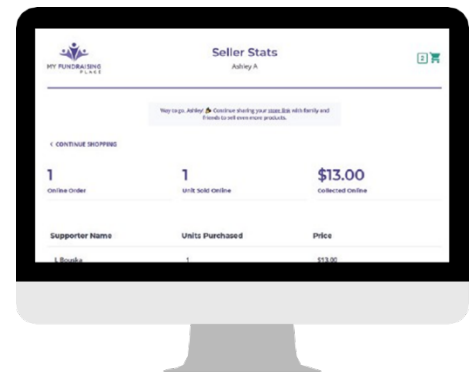 MY FUNDRAISING
PLACE
Seller Stats
Ashley A
2
Way to go, Ashley! 🎉 Continue sharing your store link with family and
friends to sell even more products.
< CONTINUE SHOPPING
1
Online Order
1
Unit Sold Online
$13.00
Collected Online
Supporter Name
Units Purchased
Price
L Bouska
1
$13.00